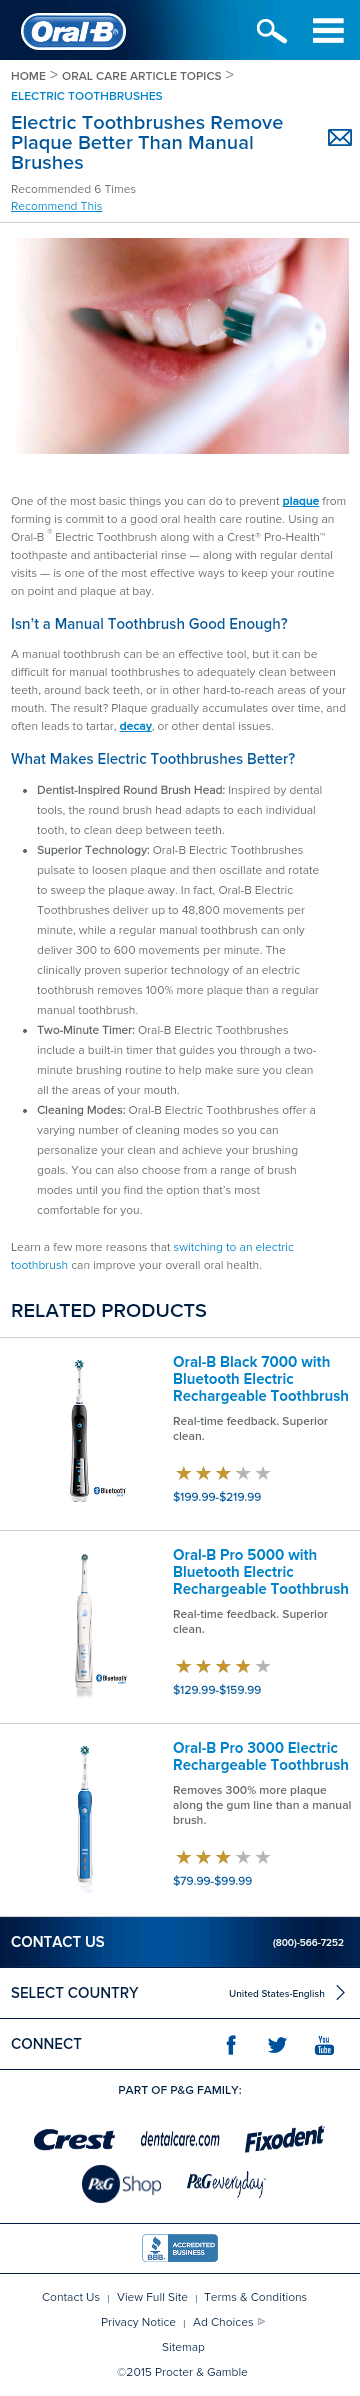 Oral-B®
HOME > ORAL CARE ARTICLE TOPICS >
ELECTRIC TOOTHBRUSHES
Electric Toothbrushes Remove
Plaque Better Than Manual
Brushes
Recommended 6 Times
Recommend This
One of the most basic things you can do to prevent plaque from
forming is commit to a good oral health care routine. Using an
Oral-B ® Electric Toothbrush along with a Crest® Pro-Health™
toothpaste and antibacterial rinse — along with regular dental
visits — is one of the most effective ways to keep your routine
on point and plaque at bay.
Isn't a Manual Toothbrush Good Enough?
A manual toothbrush can be an effective tool, but it can be
difficult for manual toothbrushes to adequately clean between
teeth, around back teeth, or in other hard-to-reach areas of your
mouth. The result? Plaque gradually accumulates over time, and
often leads to tartar, decay, or other dental issues.
What Makes Electric Toothbrushes Better?
• Dentist-Inspired Round Brush Head: Inspired by dental
tools, the round brush head adapts to each individual
tooth, to clean deep between teeth.
• Superior Technology: Oral-B Electric Toothbrushes
pulsate to loosen plaque and then oscillate and rotate
to sweep the plaque away. In fact, Oral-B Electric
Toothbrushes deliver up to 48,800 movements per
minute, while a regular manual toothbrush can only
deliver 300 to 600 movements per minute. The
clinically proven superior technology of an electric
toothbrush removes 100% more plaque than a regular
manual toothbrush.
• Two-Minute Timer: Oral-B Electric Toothbrushes
include a built-in timer that guides you through a two-
minute brushing routine to help make sure you clean
all the areas of your mouth.
• Cleaning Modes: Oral-B Electric Toothbrushes offer a
varying number of cleaning modes so you can
personalize your clean and achieve your brushing
goals. You can also choose from a range of brush
modes until you find the option that's most
comfortable for you.
Learn a few more reasons that switching to an electric
toothbrush can improve your overall oral health.
RELATED PRODUCTS
Oral-B Black 7000 with
Bluetooth Electric
Rechargeable Toothbrush
Real-time feedback. Superior
clean.
Bluetooth
$199.99-$219.99
Oral-B Pro 5000 with
Bluetooth Electric
Rechargeable Toothbrush
Real-time feedback. Superior
clean.
Bluetooth
$129.99-$159.99
Oral-B Pro 3000 Electric
Rechargeable Toothbrush
Removes 300% more plaque
along the gum line than a manual
brush.
$79.99-$99.99
CONTACT US (800)-566-7252
SELECT COUNTRY United States-English
CONNECT You Tube
PART OF P&G FAMILY:
Crest dentalcare.com Fixodent
P&G Shop P&G everyday
BBB. ACCREDITED BUSINESS
Contact Us | View Full Site | Terms & Conditions
Privacy Notice | Ad Choices
Sitemap
©2015 Procter & Gamble